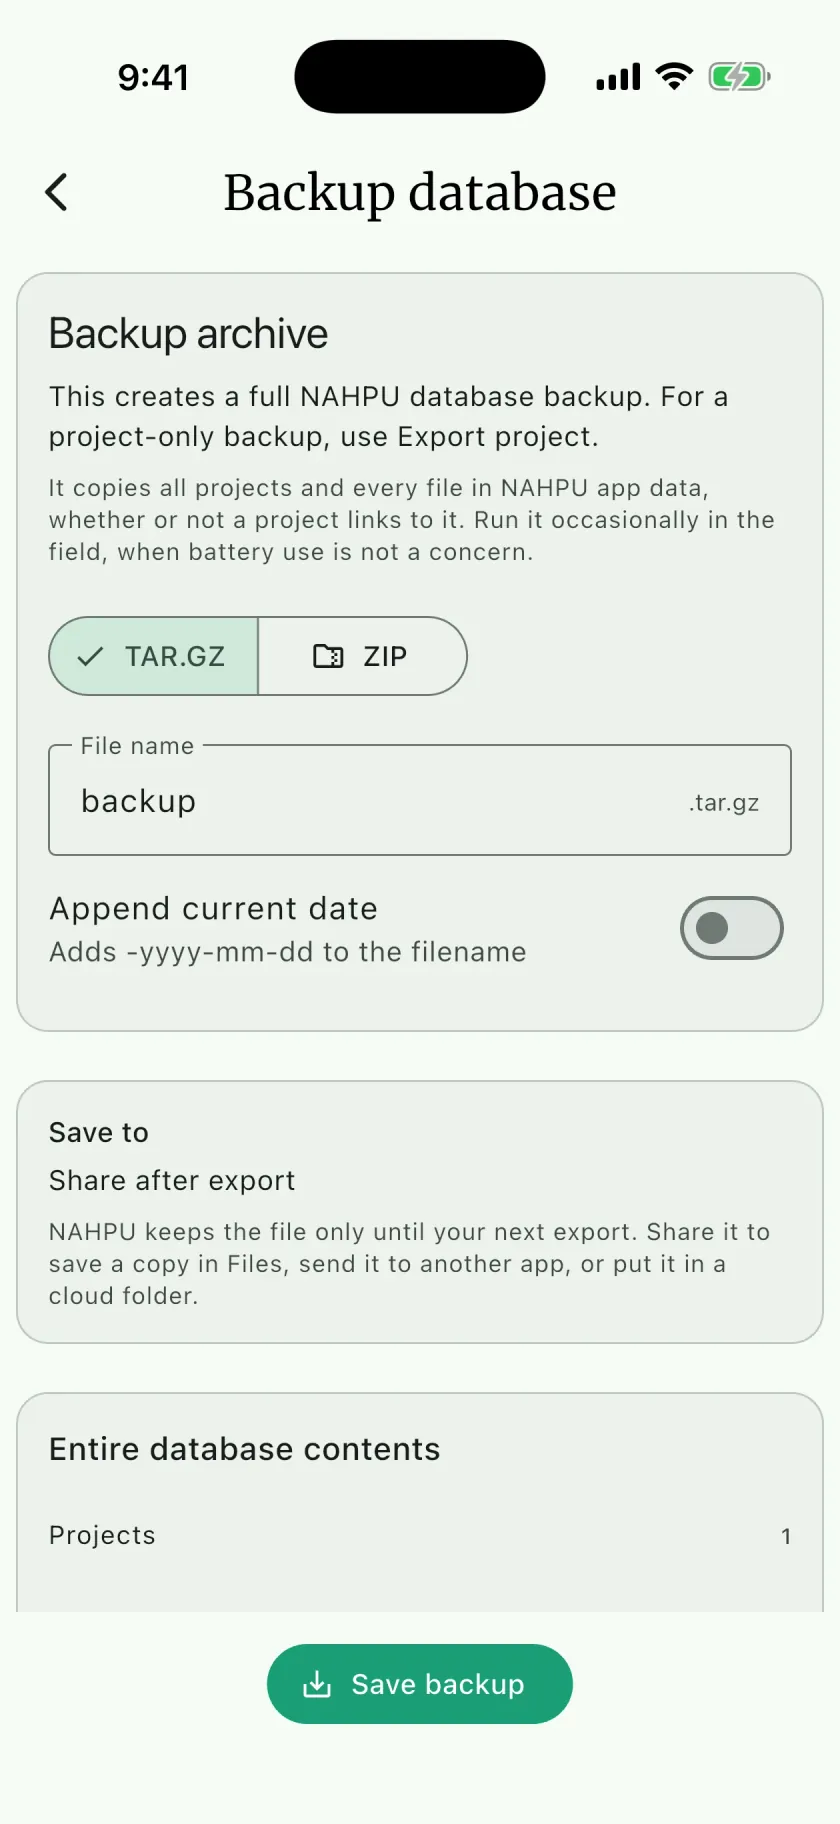 9:41
Backup database
Backup archive
This creates a full NAHPU database backup. For a
project-only backup, use Export project.
It copies all projects and every file in NAHPU app data,
whether or not a project links to it. Run it occasionally in the
field, when battery use is not a concern.
TAR.GZ
ZIP
File name
backup
.tar.gz
Append current date
Adds -yyyy-mm-dd to the filename
Save to
Share after export
NAHPU keeps the file only until your next export. Share it to
save a copy in Files, send it to another app, or put it in a
cloud folder.
Entire database contents
Projects 1
Save backup